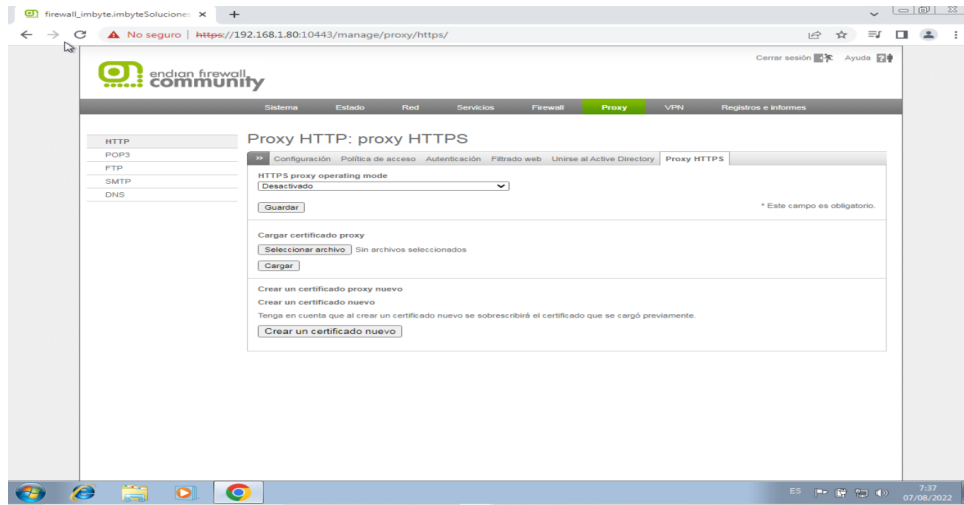 firewall_imbyte.imbyteSolucione
No seguro | https://192.168.1.80:10443/manage/proxy/https/
Cerrar sesión Ayuda
endian firewall
community
Sistema Estado Red Servicios Firewall Proxy VPN Registros e informes
HTTP
POP3
FTP
SMTP
DNS
Proxy HTTP: proxy HTTPS
>> Configuración Política de acceso Autenticación Filtrado web Unirse al Active Directory Proxy HTTPS
HTTPS proxy operating mode
Desactivado
Guardar
* Este campo es obligatorio.
Cargar certificado proxy
Seleccionar archivo Sin archivos seleccionados
Cargar
Crear un certificado proxy nuevo
Crear un certificado nuevo
Tenga en cuenta que al crear un certificado nuevo se sobrescribirá el certificado que se cargó previamente.
Crear un certificado nuevo
ES
7:37
07/08/2022